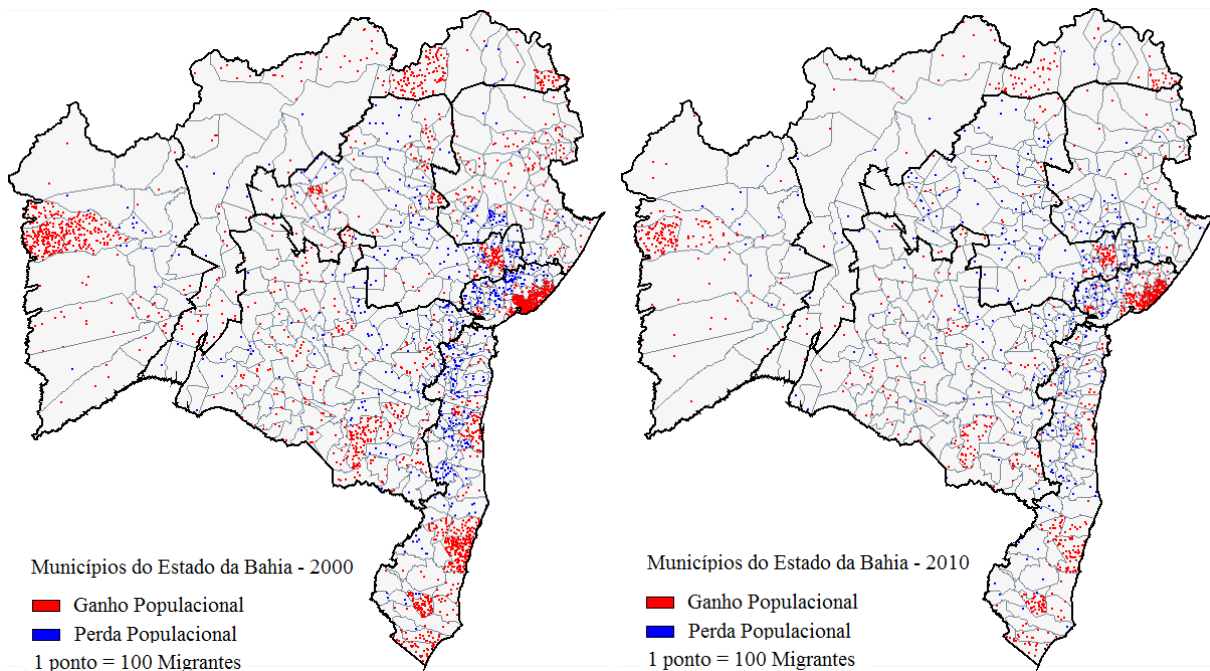 Municípios do Estado da Bahia - 2000
Ganho Populacional
Perda Populacional
1 ponto = 100 Migrantes
Municípios do Estado da Bahia - 2010
Ganho Populacional
Perda Populacional
1 ponto = 100 Migrantes